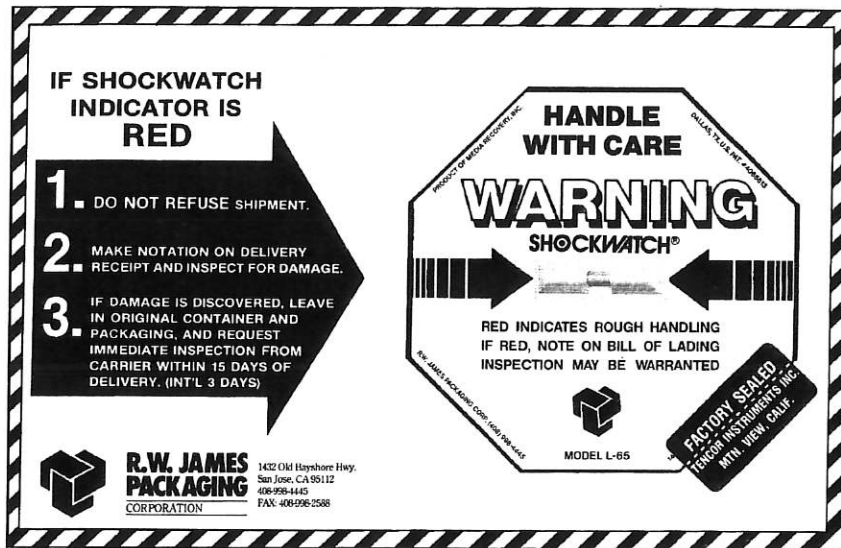 IF SHOCKWATCH
INDICATOR IS
RED
1. DO NOT REFUSE SHIPMENT.
2. MAKE NOTATION ON DELIVERY
RECEIPT AND INSPECT FOR DAMAGE.
3. IF DAMAGE IS DISCOVERED, LEAVE
IN ORIGINAL CONTAINER AND
PACKAGING, AND REQUEST
IMMEDIATE INSPECTION FROM
CARRIER WITHIN 15 DAYS OF
DELIVERY. (INT'L 3 DAYS)
R.W. JAMES
PACKAGING
CORPORATION
1432 Old Hayshore Hwy.
San Jose, CA 95112
408-998-4445
FAX: 408-998-2588
PRODUCT OF MEDIA RECOVERY, INC.
DALLAS, TX, U.S. PAT. #4068613
HANDLE
WITH CARE
WARNING
SHOCKWATCH®
RED INDICATES ROUGH HANDLING
IF RED, NOTE ON BILL OF LADING
INSPECTION MAY BE WARRANTED
R.W. JAMES PACKAGING CORP. (408) 998-4445
MODEL L-65
FACTORY SEALED
TENCOR INSTRUMENTS INC.
MTN. VIEW, CALIF.